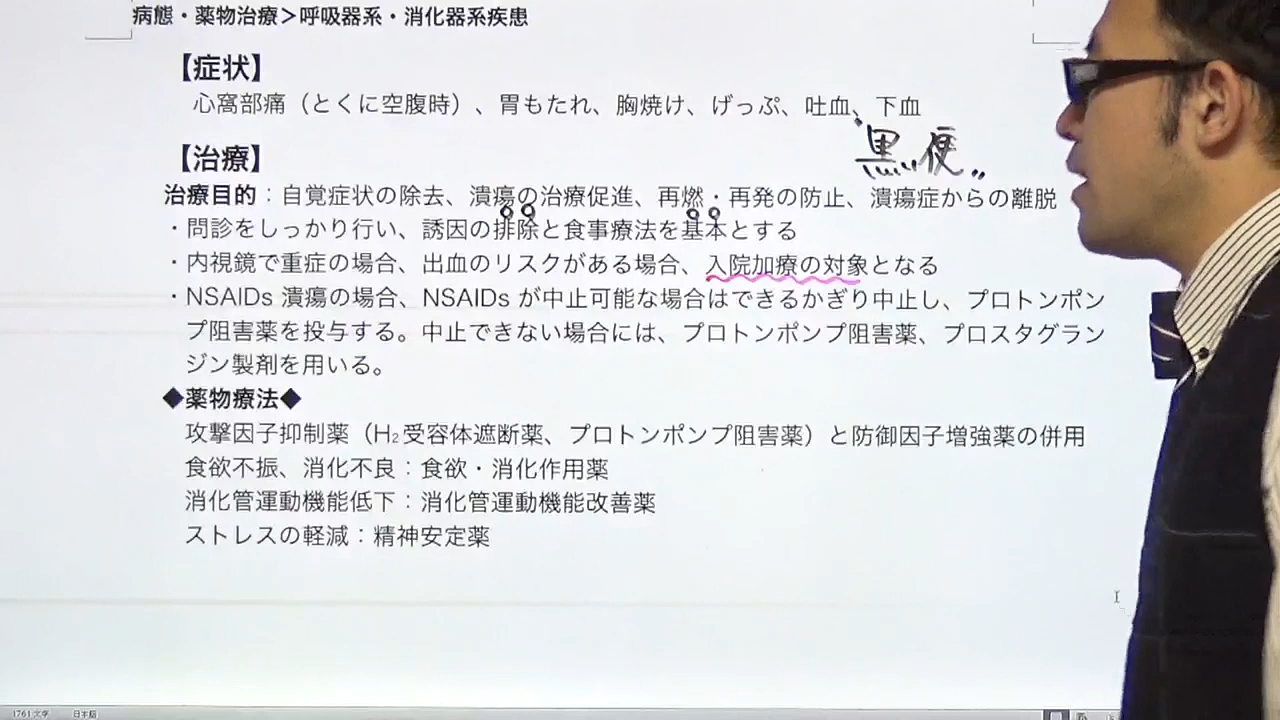 病態・薬物治療＞呼吸器系・消化器系疾患
【症状】
心窩部痛（とくに空腹時）、胃もたれ、胸焼け、げっぷ、吐血、下血
黒い便
【治療】
治療目的：自覚症状の除去、潰瘍の治療促進、再燃・再発の防止、潰瘍症からの離脱
・問診をしっかり行い、誘因の排除と食事療法を基本とする
・内視鏡で重症の場合、出血のリスクがある場合、入院加療の対象となる
・NSAIDs 潰瘍の場合、NSAIDs が中止可能な場合はできるかぎり中止し、プロトンポン
プ阻害薬を投与する。中止できない場合には、プロトンポンプ阻害薬、プロスタグラン
ジン製剤を用いる。
◆薬物療法◆
攻撃因子抑制薬（H₂受容体遮断薬、プロトンポンプ阻害薬）と防御因子増強薬の併用
食欲不振、消化不良：食欲・消化作用薬
消化管運動機能低下：消化管運動機能改善薬
ストレスの軽減：精神安定薬
1761文字 日本語